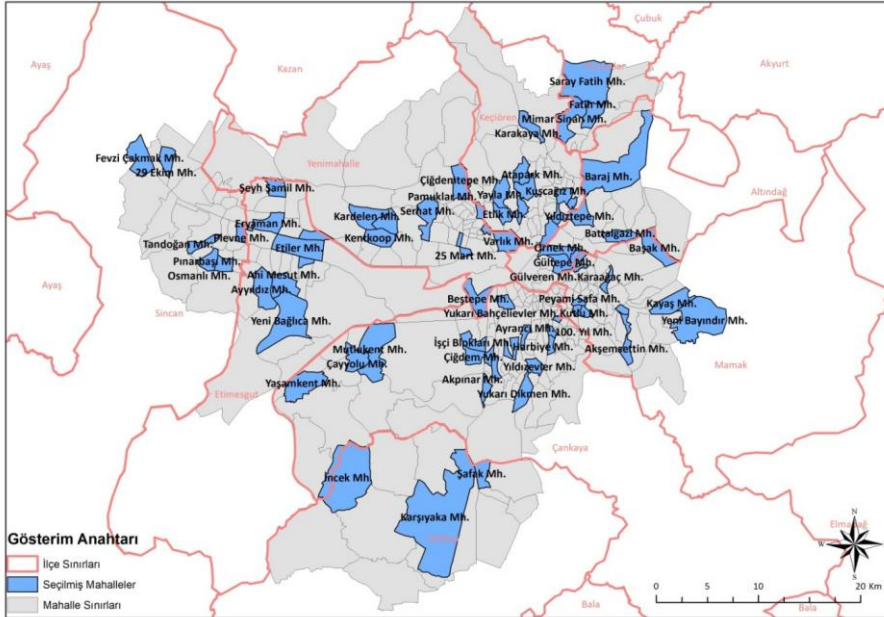 Çubuk
Ayaş
Kazan
Akyurt
Saray Fatih Mh.
Fatih Mh.
Keçiören
Mimar Sinan Mh.
Karakaya Mh.
Fevzi Çakmak Mh.
29 Ekim Mh.
Yenimahalle
Şeyh Şamil Mh.
Çiğdemtepe Mh.
Atapark Mh.
Baraj Mh.
Pamuklar Mh.
Yayla Mh.
Kuşcağız Mh.
Altındağ
Kardelen Mh.
Serhat Mh.
Etlik Mh.
Yıldıztepe Mh.
Eryaman Mh.
Plevne Mh.
Kentkoop Mh.
Varlık Mh.
Battalgazi Mh.
Tandoğan Mh.
Etiler Mh.
25 Mart Mh.
Örnek Mh.
Başak Mh.
Pınarbaşı Mh.
Gültepe Mh.
Osmanlı Mh.
Ahi Mesut Mh.
Gülveren Mh.
Karaağaç Mh.
Ayaş
Ayyıldız Mh.
Beştepe Mh.
Peyami Safa Mh.
Kayaş Mh.
Sincan
Yukarı Bahçelievler Mh.
Kutlu Mh.
Yeni Bağlıca Mh.
Yeni Bayındır Mh.
Ayrancı Mh.
100. Yıl Mh.
İşçi Blokları Mh.
Harbiye Mh.
Akşemsettin Mh.
Mutlukent Mh.
Çayyolu Mh.
Çiğdem Mh.
Yıldızevler Mh.
Mamak
Yaşamkent Mh.
Akpınar Mh.
Etimesgut
Yukarı Dikmen Mh.
Çankaya
İncek Mh.
Şafak Mh.
Karşıyaka Mh.
Elmadağ
Gösterim Anahtarı
İlçe Sınırları
Seçilmiş Mahalleler
Mahalle Sınırları
N
W
E
S
0 5 10 20 Km
Bala
Bala